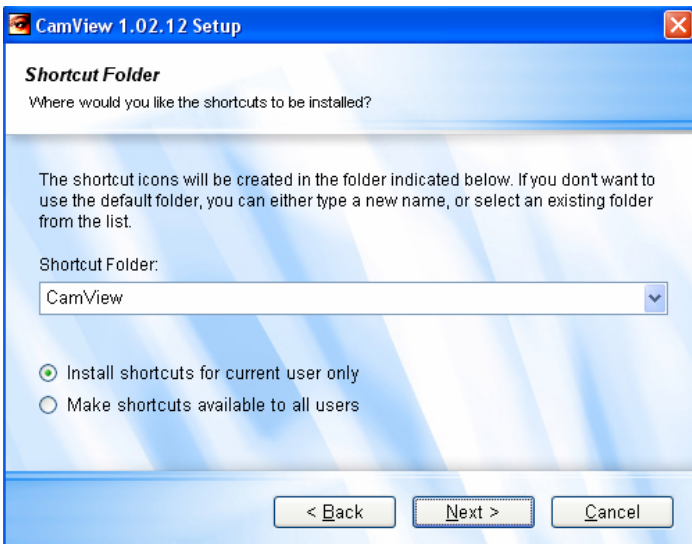 CamView 1.02.12 Setup
Shortcut Folder
Where would you like the shortcuts to be installed?
The shortcut icons will be created in the folder indicated below. If you don't want to
use the default folder, you can either type a new name, or select an existing folder
from the list.
Shortcut Folder:
CamView
Install shortcuts for current user only
Make shortcuts available to all users
< Back
Next >
Cancel